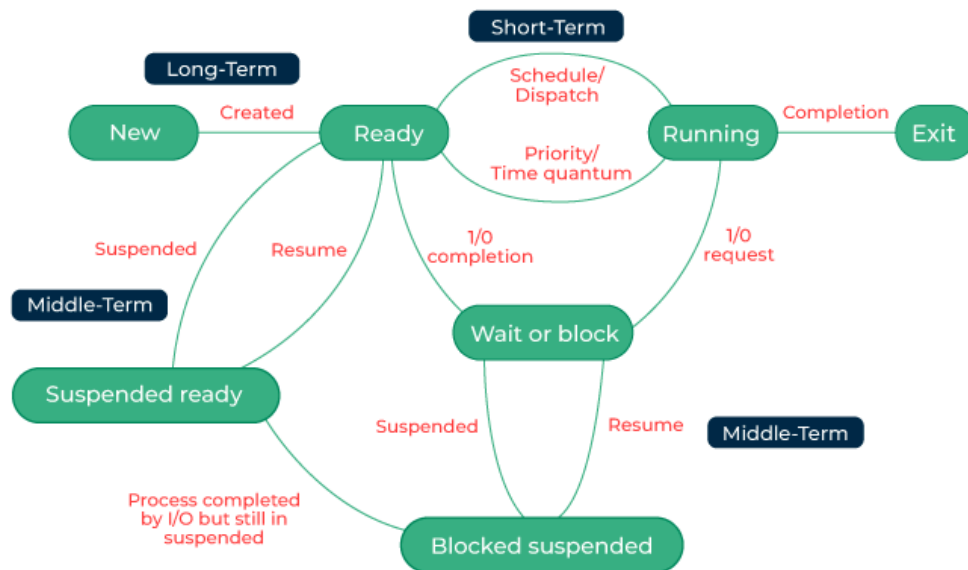 Short-Term
Long-Term
Schedule/
Dispatch
Created
Completion
New
Ready
Running
Exit
Priority/
Time quantum
Suspended
Resume
1/0
completion
1/0
request
Middle-Term
Wait or block
Suspended ready
Suspended
Resume
Middle-Term
Process completed
by I/O but still in
suspended
Blocked suspended